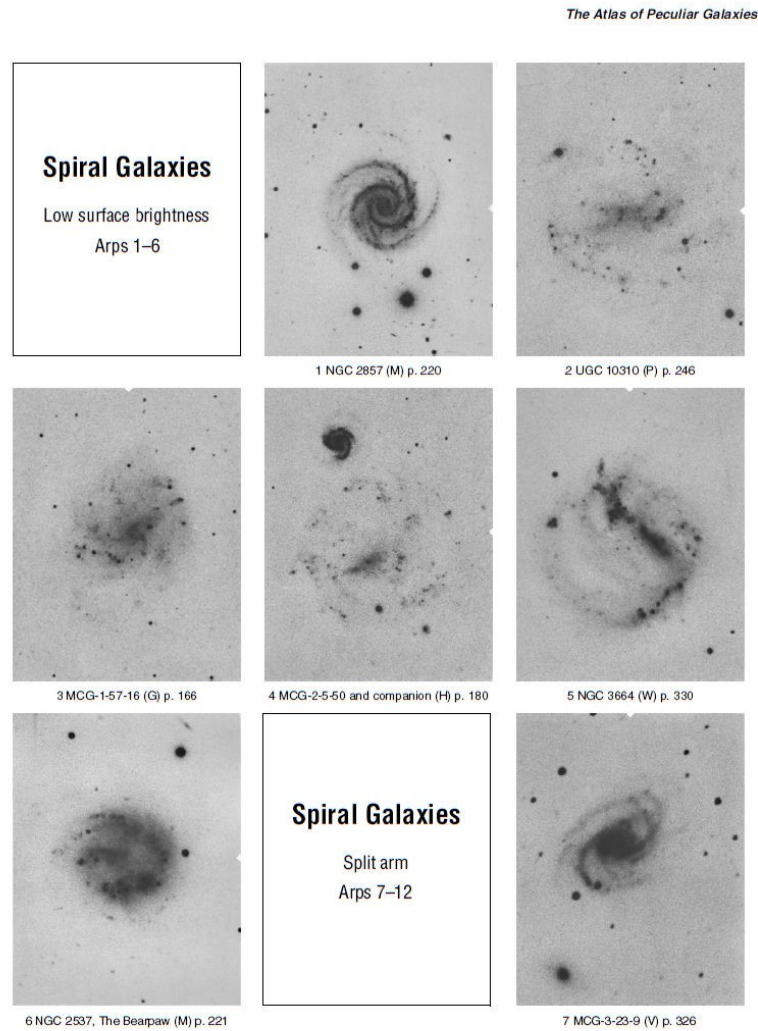 The Atlas of Peculiar Galaxies
Spiral Galaxies
Low surface brightness
Arps 1–6
1 NGC 2857 (M) p. 220
2 UGC 10310 (P) p. 246
3 MCG-1-57-16 (G) p. 166
4 MCG-2-5-50 and companion (H) p. 180
5 NGC 3664 (W) p. 330
6 NGC 2537, The Bearpaw (M) p. 221
Spiral Galaxies
Split arm
Arps 7–12
7 MCG-3-23-9 (V) p. 326